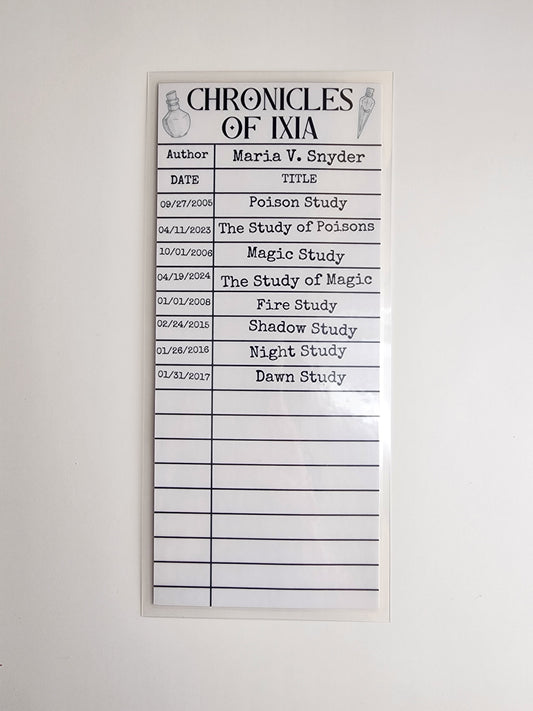 CHRONICLES
OF IXIA
Author Maria V. Snyder
DATE TITLE
09/27/2005 Poison Study
04/11/2023 The Study of Poisons
10/01/2006 Magic Study
04/19/2024 The Study of Magic
01/01/2008 Fire Study
02/24/2015 Shadow Study
01/26/2016 Night Study
01/31/2017 Dawn Study